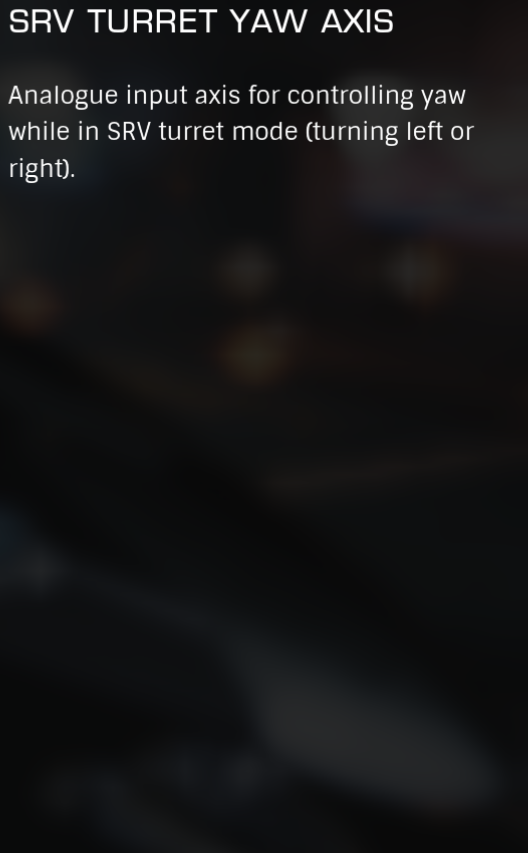 SRV TURRET YAW AXIS
Analogue input axis for controlling yaw
while in SRV turret mode (turning left or
right).